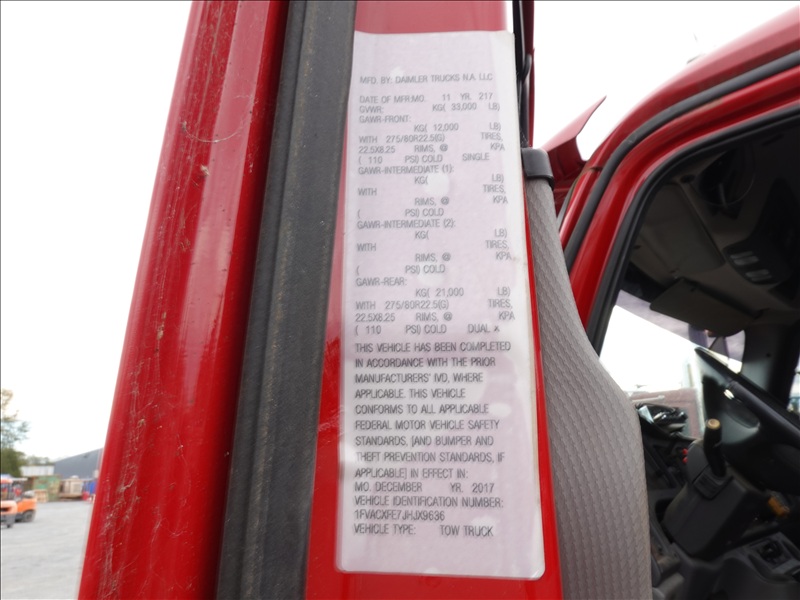 MFD. BY: DAIMLER TRUCKS N.A. LLC
DATE OF MFR:MO. 11 YR. 217
GVWR: KG( 33,000 LB)
GAWR-FRONT:
KG( 12,000 LB)
WITH 275/80R22.5(G) TIRES,
22.5X8.25 RIMS, @ KPA
( 110 PSI) COLD SINGLE
GAWR-INTERMEDIATE (1):
KG( LB)
WITH TIRES,
RIMS, @ KPA
( PSI) COLD
GAWR-INTERMEDIATE (2):
KG( LB)
WITH TIRES,
RIMS, @ KPA
( PSI) COLD
GAWR-REAR:
KG( 21,000 LB)
WITH 275/80R22.5(G) TIRES,
22.5X8.25 RIMS, @ KPA
( 110 PSI) COLD DUAL X
THIS VEHICLE HAS BEEN COMPLETED
IN ACCORDANCE WITH THE PRIOR
MANUFACTURERS' IVD, WHERE
APPLICABLE. THIS VEHICLE
CONFORMS TO ALL APPLICABLE
FEDERAL MOTOR VEHICLE SAFETY
STANDARDS, [AND BUMPER AND
THEFT PREVENTION STANDARDS, IF
APPLICABLE] IN EFFECT IN:
MO. DECEMBER YR. 2017
VEHICLE IDENTIFICATION NUMBER:
1FVACXFE7JHJX9636
VEHICLE TYPE: TOW TRUCK